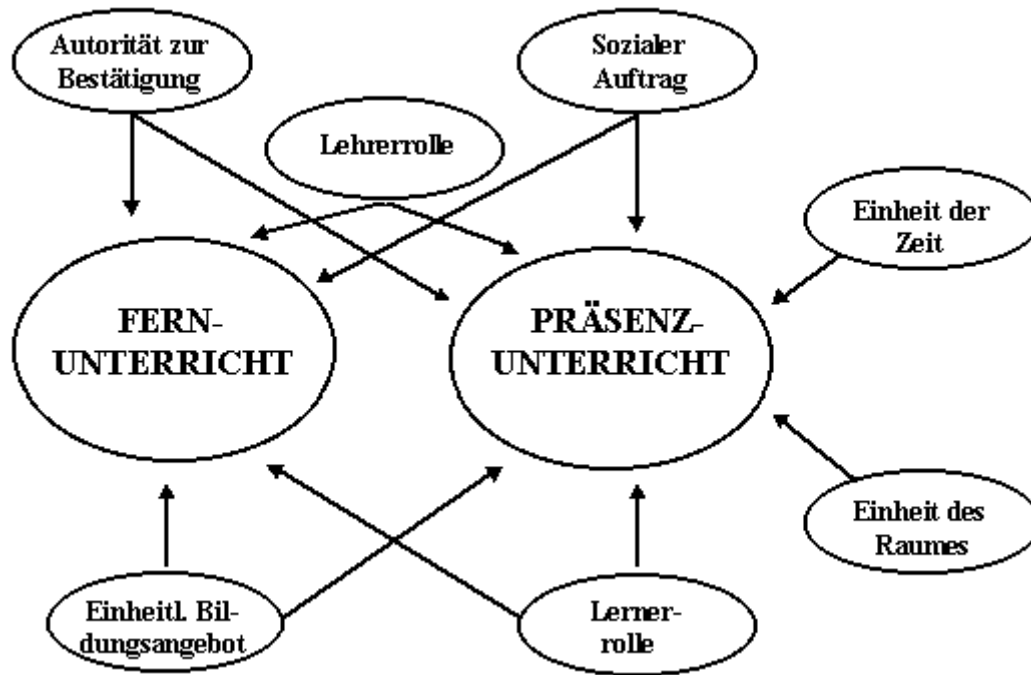 Autorität zur
Bestätigung
Sozialer
Auftrag
Lehrerrolle
Einheit der
Zeit
FERN-
UNTERRICHT
PRÄSENZ-
UNTERRICHT
Einheit des
Raumes
Einheitl. Bil-
dungsangebot
Lerner-
rolle